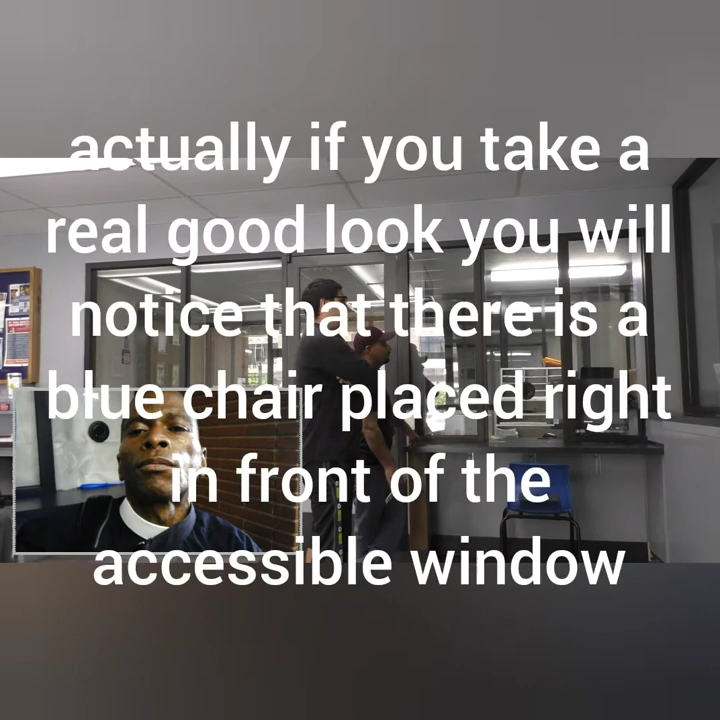 actually if you take a
real good look you will
notice that there is a
blue chair placed right
in front of the
accessible window